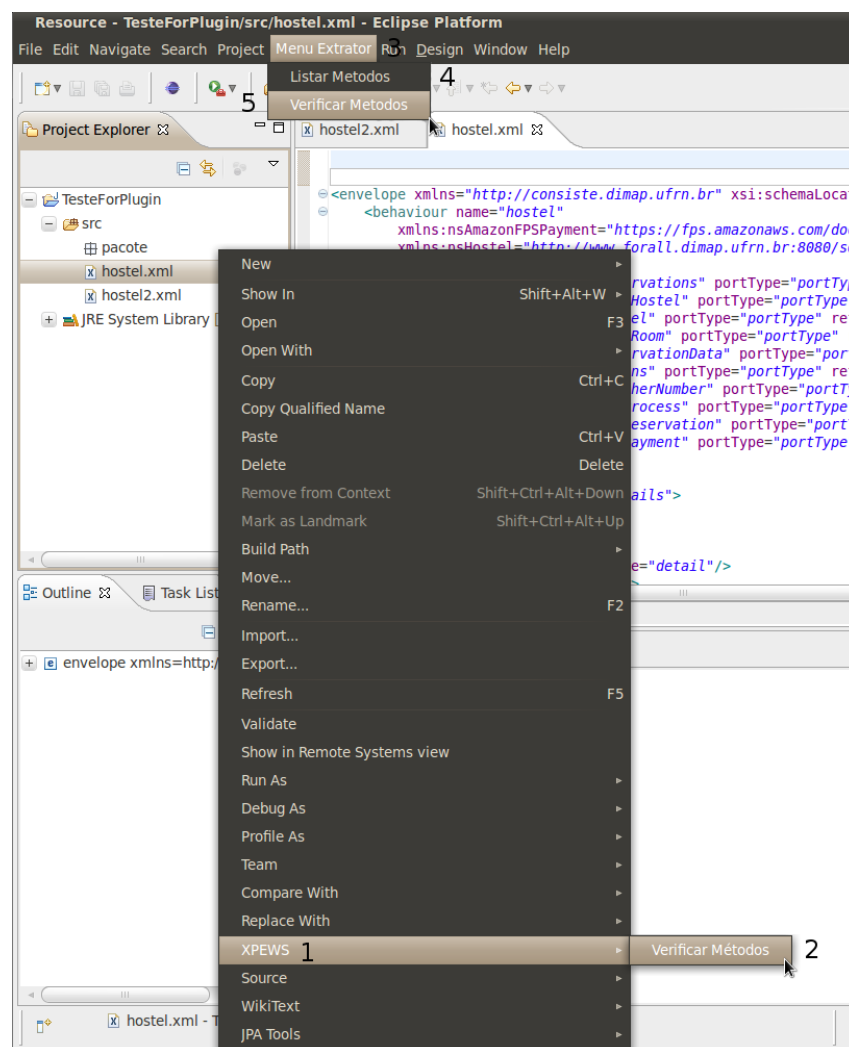 Resource - TesteForPlugin/src/hostel.xml - Eclipse Platform
File Edit Navigate Search Project Menu Extrator Run Design Window Help
3
Listar Metodos
4
5
Verificar Metodos
Project Explorer
hostel2.xml
hostel.xml
TesteForPlugin
src
pacote
hostel.xml
hostel2.xml
JRE System Library [
<envelope xmlns="http://consiste.dimap.ufrn.br" xsi:schemaLoca
<behaviour name="hostel"
xmlns:nsAmazonFPSPayment="https://fps.amazonaws.com/do
xmlns:nsHostel="http://www.forall.dimap.ufrn.br:8080/s
rvations" portType="portTy
Hostel" portType="portType
el" portType="portType" re
Room" portType="portType"
rvationData" portType="por
ns" portType="portType" re
herNumber" portType="portT
rocess" portType="portType
eservation" portType="port
ayment" portType="portType
ails">
e="detail"/>
>
New
Show In Shift+Alt+W
Open F3
Open With
Copy Ctrl+C
Copy Qualified Name
Paste Ctrl+V
Delete Delete
Remove from Context Shift+Ctrl+Alt+Down
Mark as Landmark Shift+Ctrl+Alt+Up
Build Path
Move...
Rename... F2
Import...
Export...
Refresh F5
Validate
Show in Remote Systems view
Run As
Debug As
Profile As
Team
Compare With
Replace With
XPEWS 1
Verificar Métodos 2
Source
WikiText
JPA Tools
Outline
Task List
envelope xmlns=http:/
hostel.xml - T